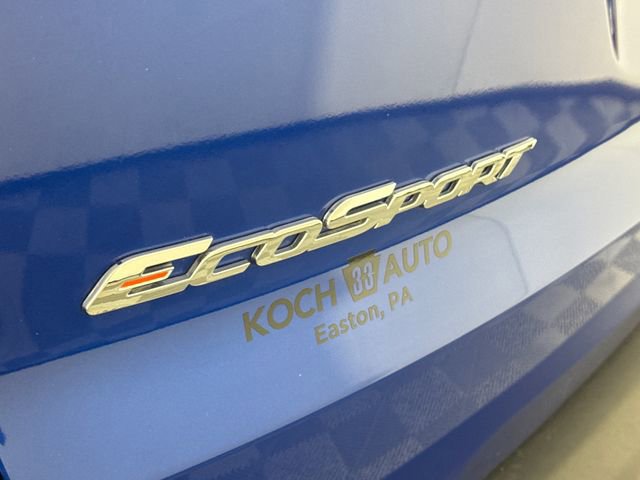 EcoSport
KOCH 33 AUTO
Easton, PA